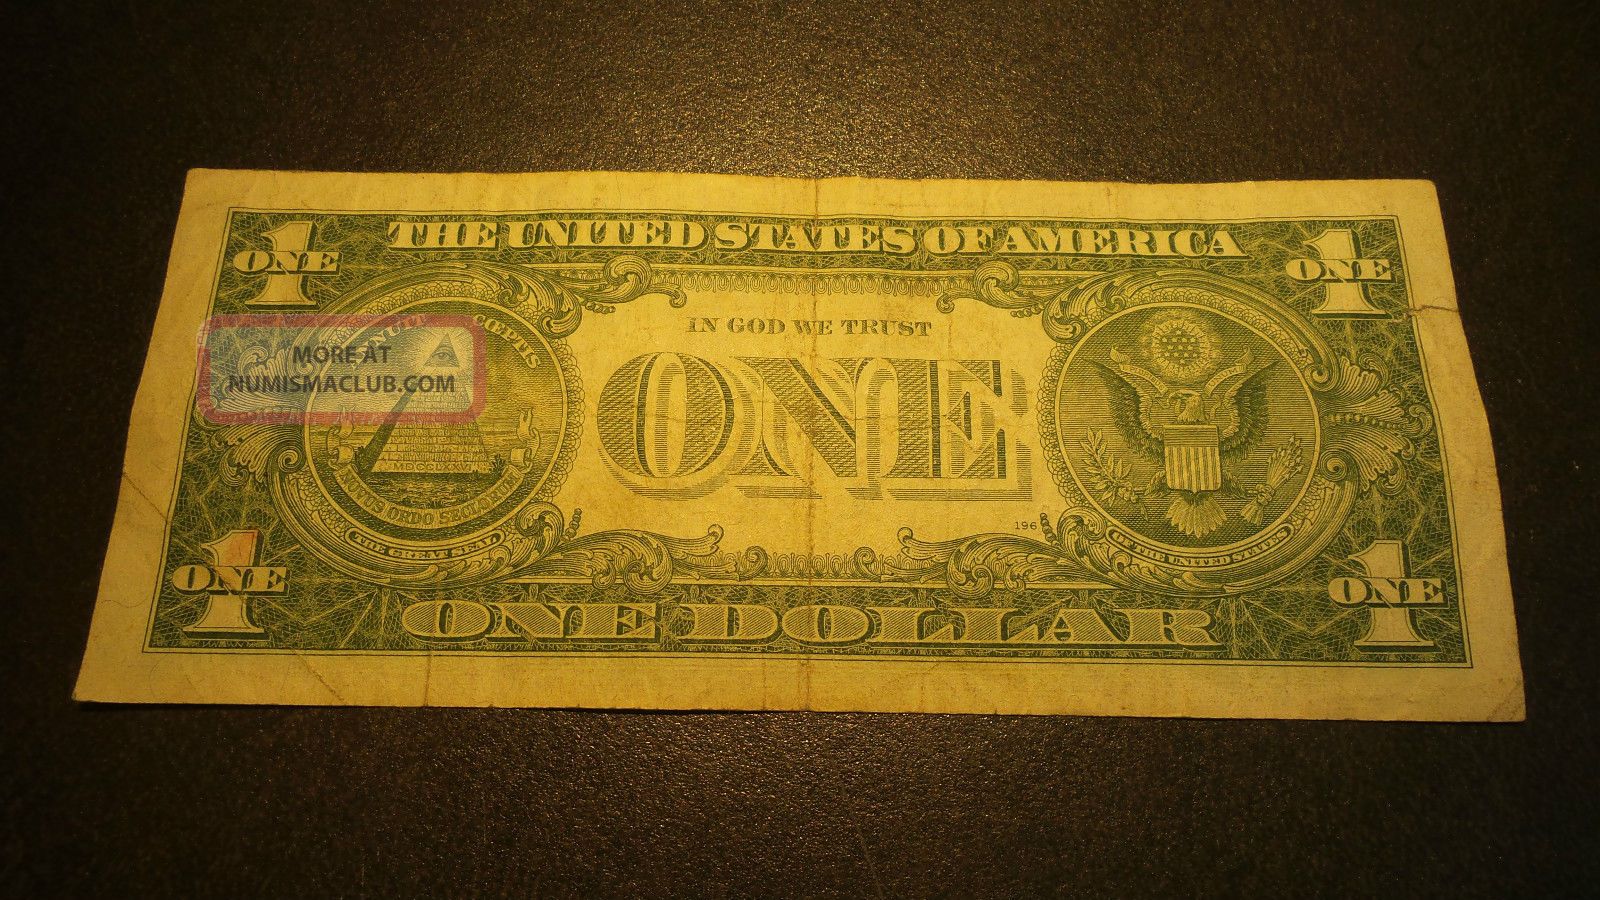 THE UNITED STATES OF AMERICA
1 ONE
ONE 1
CŒPTIS
IN GOD WE TRUST
MORE AT
NUMISMACLUB.COM
ONE
MDCCLXXVI
NOVUS ORDO SECLORUM
THE GREAT SEAL
196
OF THE UNITED STATES
1 ONE
ONE 1
ONE DOLLAR